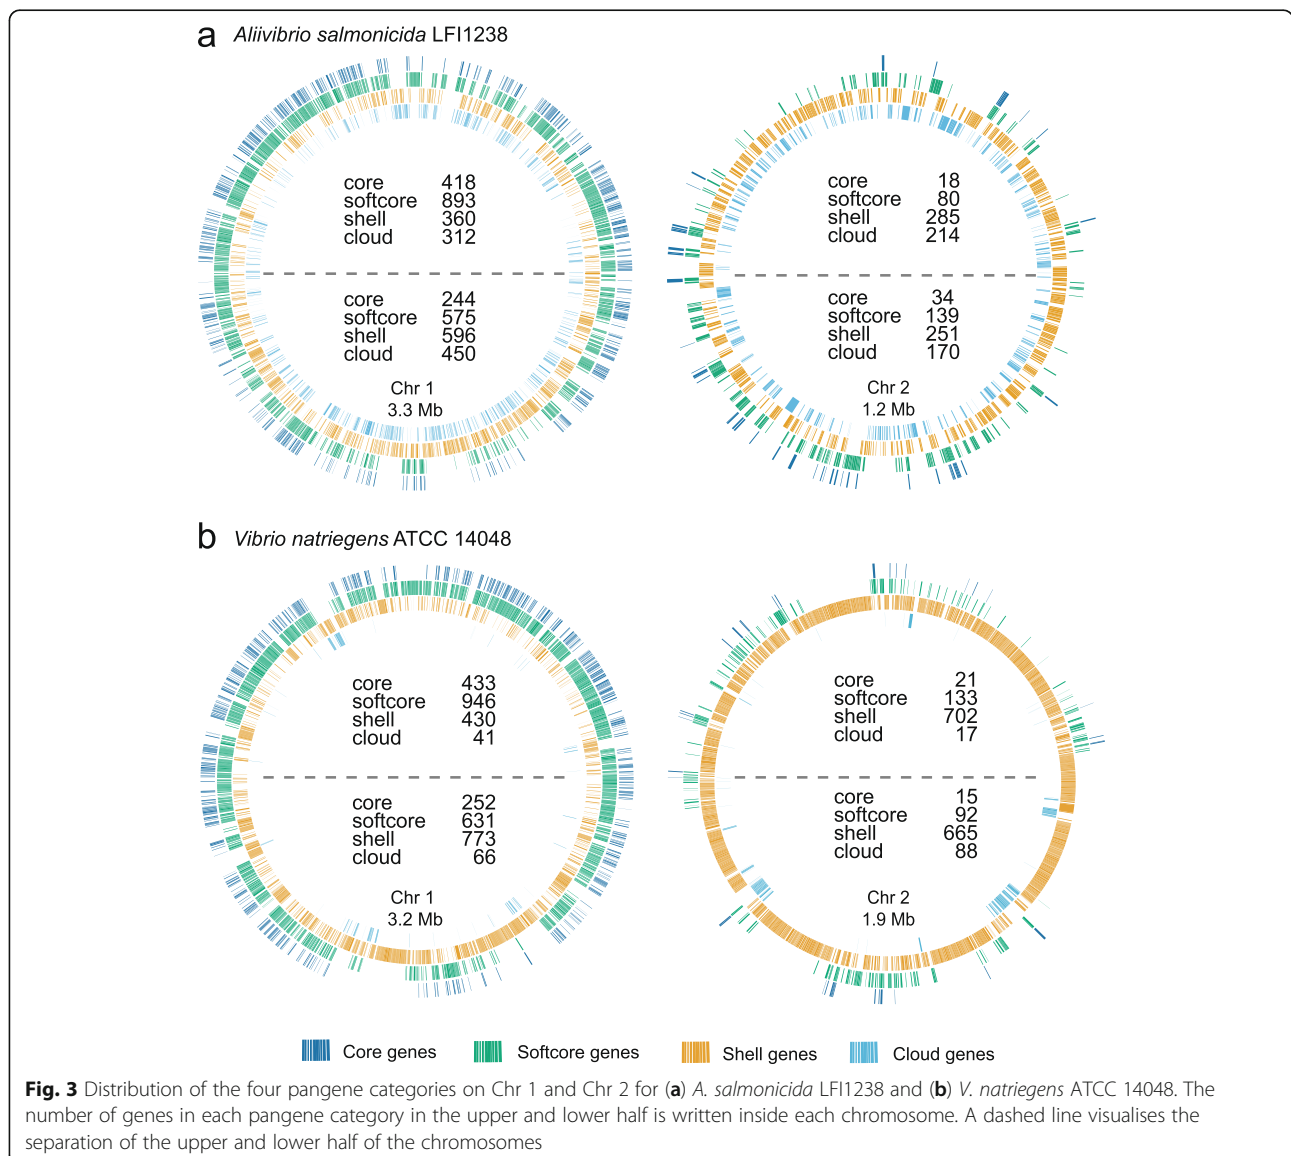 a Aliivibrio salmonicida LFI1238
core 418
softcore 893
shell 360
cloud 312
core 244
softcore 575
shell 596
cloud 450
Chr 1
3.3 Mb
core 18
softcore 80
shell 285
cloud 214
core 34
softcore 139
shell 251
cloud 170
Chr 2
1.2 Mb
b Vibrio natriegens ATCC 14048
core 433
softcore 946
shell 430
cloud 41
core 252
softcore 631
shell 773
cloud 66
Chr 1
3.2 Mb
core 21
softcore 133
shell 702
cloud 17
core 15
softcore 92
shell 665
cloud 88
Chr 2
1.9 Mb
Core genes Softcore genes Shell genes Cloud genes
Fig. 3 Distribution of the four pangene categories on Chr 1 and Chr 2 for (a) A. salmonicida LFI1238 and (b) V. natriegens ATCC 14048. The
number of genes in each pangene category in the upper and lower half is written inside each chromosome. A dashed line visualises the
separation of the upper and lower half of the chromosomes